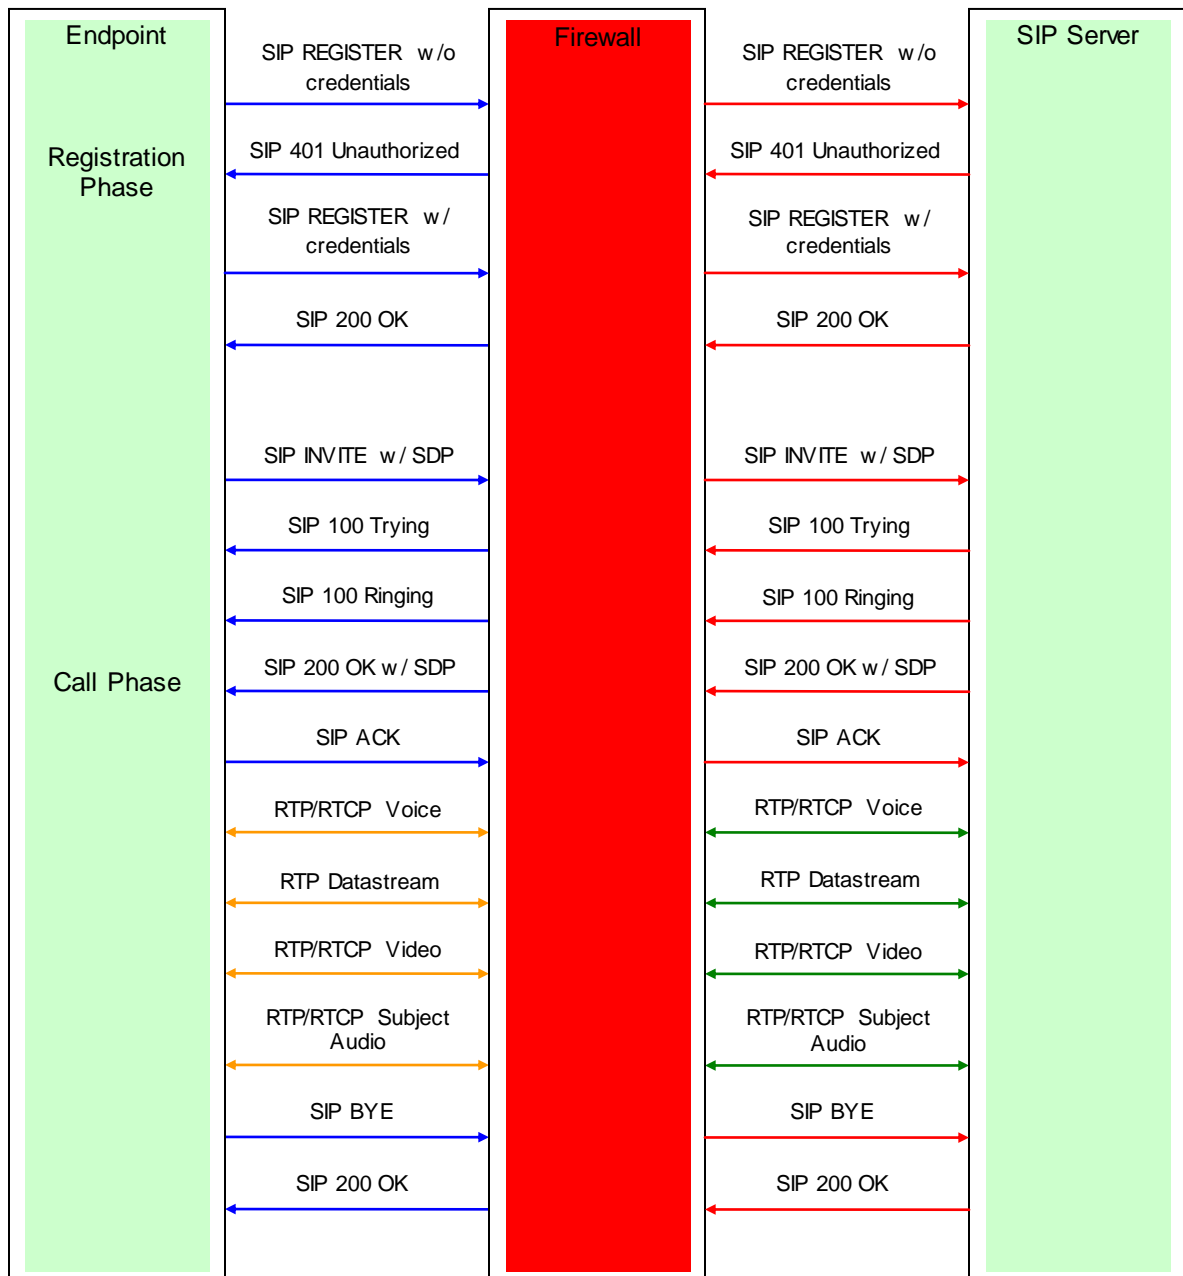 Endpoint
Firewall
SIP Server
SIP REGISTER w/o
credentials
SIP REGISTER w/o
credentials
Registration
Phase
SIP 401 Unauthorized
SIP 401 Unauthorized
SIP REGISTER w/
credentials
SIP REGISTER w/
credentials
SIP 200 OK
SIP 200 OK
SIP INVITE w/ SDP
SIP INVITE w/ SDP
SIP 100 Trying
SIP 100 Trying
SIP 100 Ringing
SIP 100 Ringing
Call Phase
SIP 200 OK w/ SDP
SIP 200 OK w/ SDP
SIP ACK
SIP ACK
RTP/RTCP Voice
RTP/RTCP Voice
RTP Datastream
RTP Datastream
RTP/RTCP Video
RTP/RTCP Video
RTP/RTCP Subject
Audio
RTP/RTCP Subject
Audio
SIP BYE
SIP BYE
SIP 200 OK
SIP 200 OK